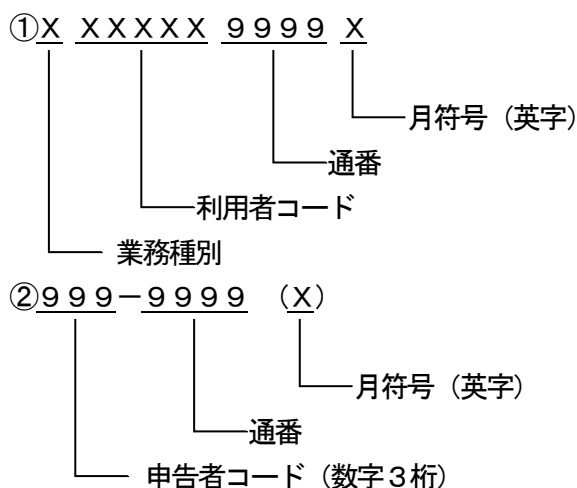 ①Ｘ ＸＸＸＸＸ ９９９９ Ｘ
月符号（英字）
通番
利用者コード
業務種別
②９９９－９９９９ （Ｘ）
月符号（英字）
通番
申告者コード（数字３桁）